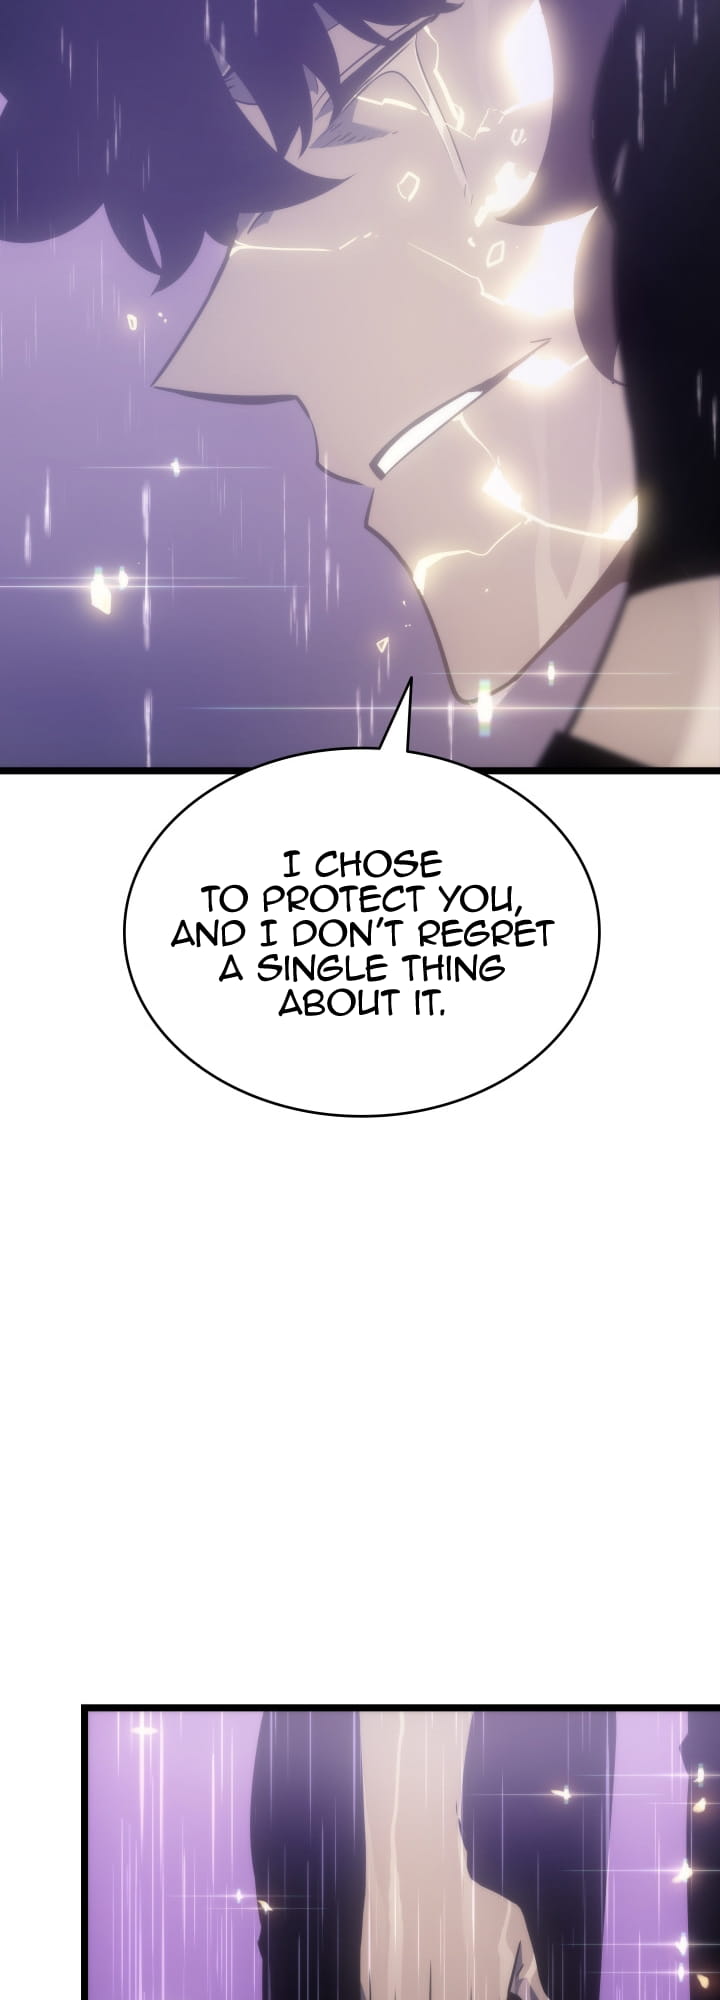 I CHOSE
TO PROTECT YOU,
AND I DON'T REGRET
A SINGLE THING
ABOUT IT.